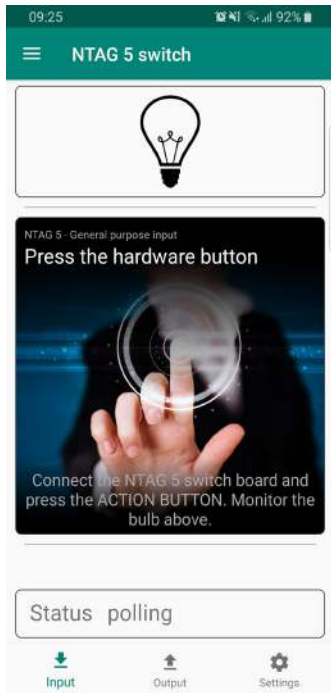 09:25
92%
NTAG 5 switch
NTAG 5 - General purpose input
Press the hardware button
Connect the NTAG 5 switch board and
press the ACTION BUTTON. Monitor the
bulb above.
Status polling
Input Output Settings